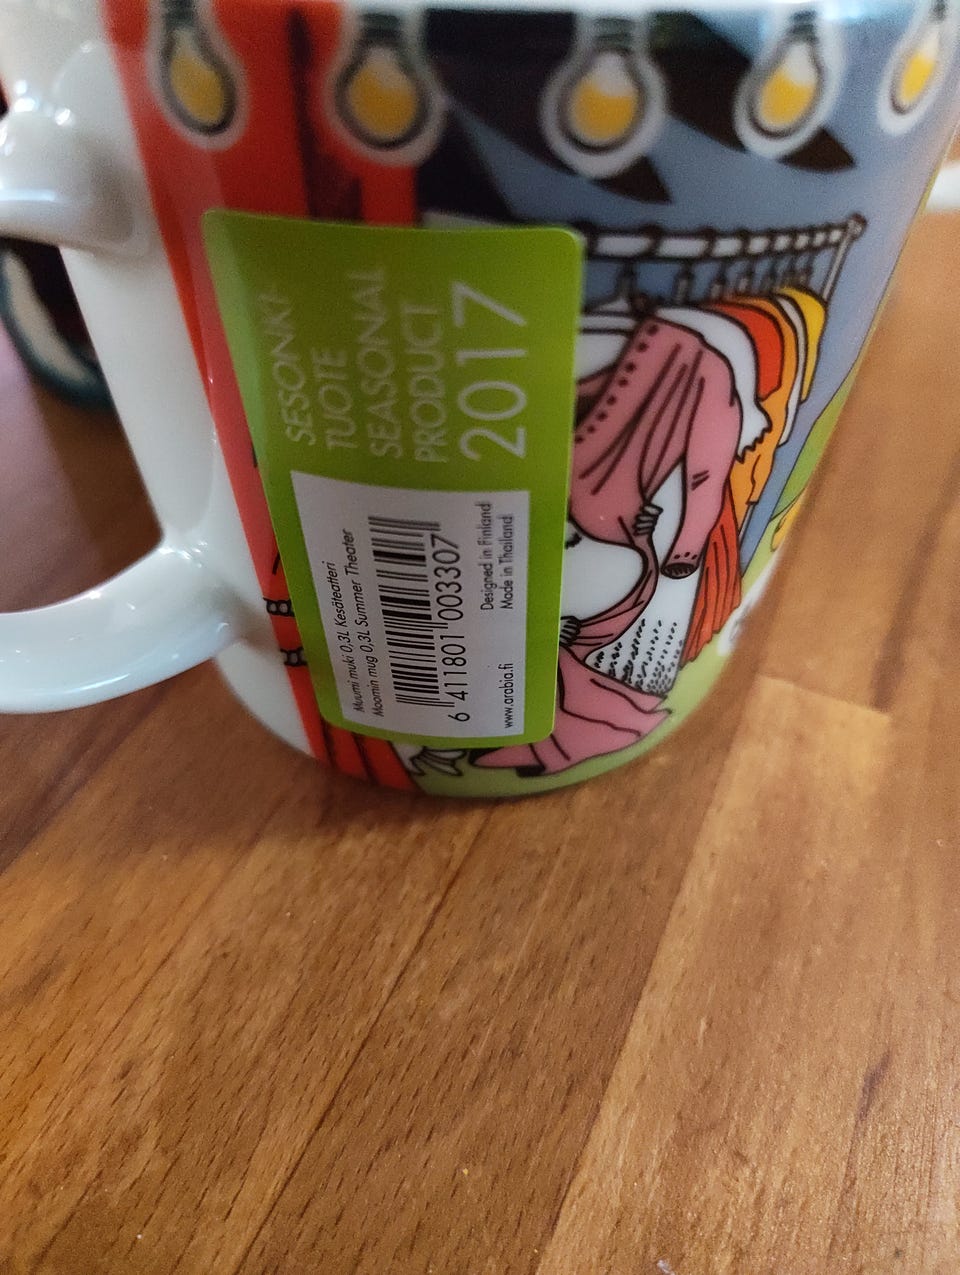 SESONKI-
TUOTE
SEASONAL
PRODUCT
2017
Muumi muki 0,3L Kesäteatteri
Moomin mug 0,3L Summer Theater
6 411801 003307
www.arabia.fi
Designed in Finland
Made in Thailand